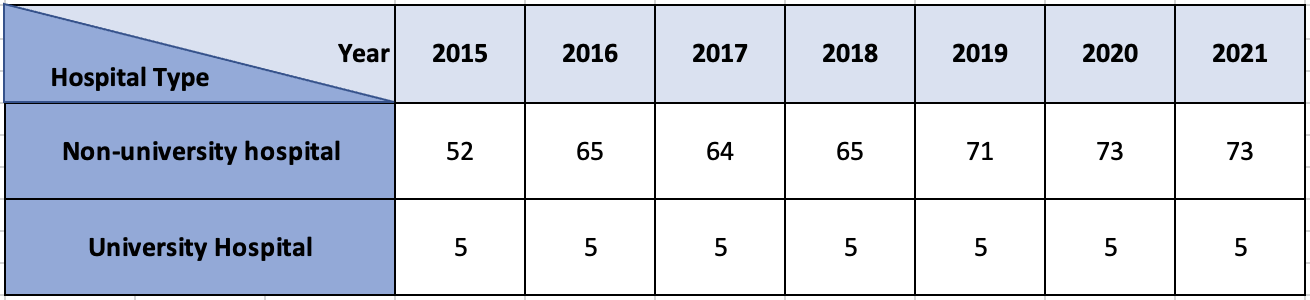 Year 2015 2016 2017 2018 2019 2020 2021
Hospital Type
Non-university hospital 52 65 64 65 71 73 73
University Hospital 5 5 5 5 5 5 5